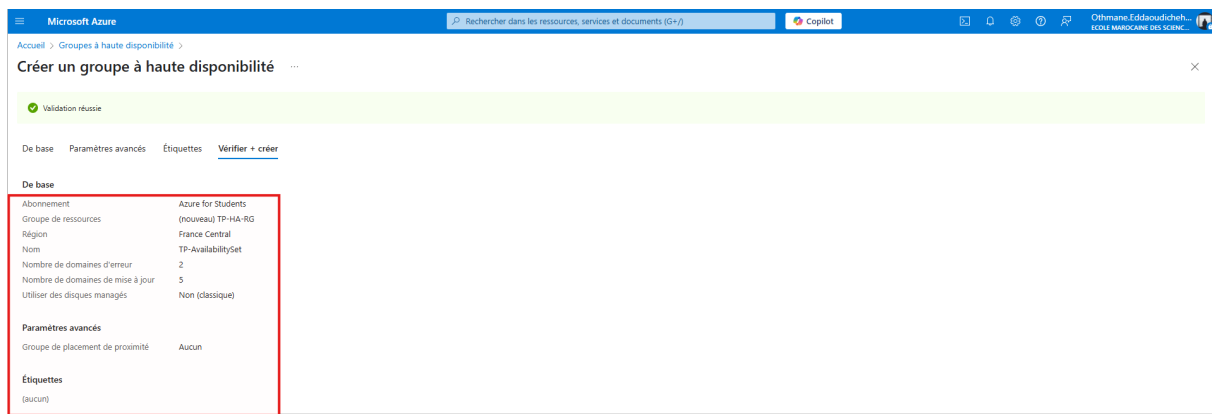 Microsoft Azure
Rechercher dans les ressources, services et documents (G+/)
Copilot
Othmane.Eddaoudicheh...
ECOLE MAROCAINE DES SCIENC...
Accueil > Groupes à haute disponibilité >
Créer un groupe à haute disponibilité ...
Validation réussie
De base Paramètres avancés Étiquettes Vérifier + créer
De base
Abonnement Azure for Students
Groupe de ressources (nouveau) TP-HA-RG
Région France Central
Nom TP-AvailabilitySet
Nombre de domaines d'erreur 2
Nombre de domaines de mise à jour 5
Utiliser des disques managés Non (classique)
Paramètres avancés
Groupe de placement de proximité Aucun
Étiquettes
(aucun)